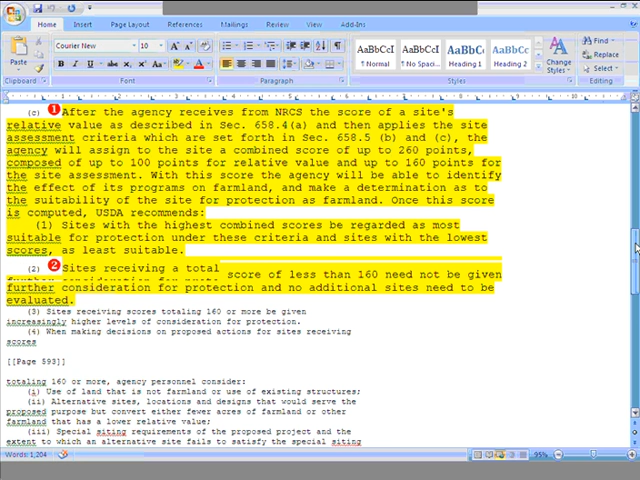 Home Insert Page Layout References Mailings Review View Add-Ins
Paste
Courier New 10
AaBbCcI AaBbCcI AaBbC AaBbCc
¶ Normal ¶ No Spaci... Heading 1 Heading 2
Change Styles
Find
Replace
Select
Clipboard Font Paragraph Styles Editing
(c) 1 After the agency receives from NRCS the score of a site's
relative value as described in Sec. 658.4(a) and then applies the site
assessment criteria which are set forth in Sec. 658.5 (b) and (c), the
agency will assign to the site a combined score of up to 260 points,
composed of up to 100 points for relative value and up to 160 points for
the site assessment. With this score the agency will be able to identify
the effect of its programs on farmland, and make a determination as to
the suitability of the site for protection as farmland. Once this score
is computed, USDA recommends:
(1) Sites with the highest combined scores be regarded as most
suitable for protection under these criteria and sites with the lowest
scores, as least suitable.
(2) 2 Sites receiving a total score of less than 160 need not be given
further consideration for protection and no additional sites need to be
evaluated.
(3) Sites receiving scores totaling 160 or more be given
increasingly higher levels of consideration for protection.
(4) When making decisions on proposed actions for sites receiving
scores
[[Page 593]]
totaling 160 or more, agency personnel consider:
(i) Use of land that is not farmland or use of existing structures;
(ii) Alternative sites, locations and designs that would serve the
proposed purpose but convert either fewer acres of farmland or other
farmland that has a lower relative value;
(iii) Special siting requirements of the proposed project and the
extent to which an alternative site fails to satisfy the special siting
Words: 1,204
95%